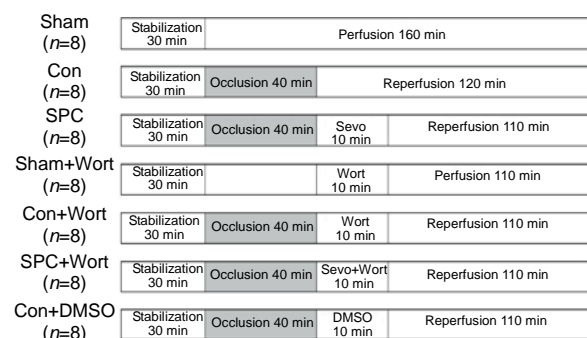 Sham
(n=8)
Stabilization
30 min
Perfusion 160 min
Con
(n=8)
Stabilization
30 min
Occlusion 40 min
Reperfusion 120 min
SPC
(n=8)
Stabilization
30 min
Occlusion 40 min
Sevo
10 min
Reperfusion 110 min
Sham+Wort
(n=8)
Stabilization
30 min
Wort
10 min
Perfusion 110 min
Con+Wort
(n=8)
Stabilization
30 min
Occlusion 40 min
Wort
10 min
Reperfusion 110 min
SPC+Wort
(n=8)
Stabilization
30 min
Occlusion 40 min
Sevo+Wort
10 min
Reperfusion 110 min
Con+DMSO
(n=8)
Stabilization
30 min
Occlusion 40 min
DMSO
10 min
Reperfusion 110 min